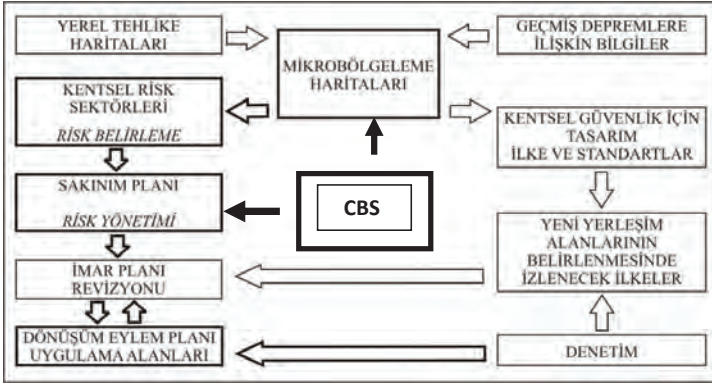 YEREL TEHLİKE
HARİTALARI
MİKROBÖLGELEME
HARİTALARI
GEÇMİŞ DEPREMLERE
İLİŞKİN BİLGİLER
KENTSEL RİSK
SEKTÖRLERİ
RİSK BELİRLEME
KENTSEL GÜVENLİK İÇİN
TASARIM
İLKE VE STANDARTLAR
SAKINIM PLANI
RİSK YÖNETİMİ
CBS
YENİ YERLEŞİM
ALANLARININ
BELİRLENMESİNDE
İZLENECEK İLKELER
İMAR PLANI
REVİZYONU
DÖNÜŞÜM EYLEM PLANI
UYGULAMA ALANLARI
DENETİM